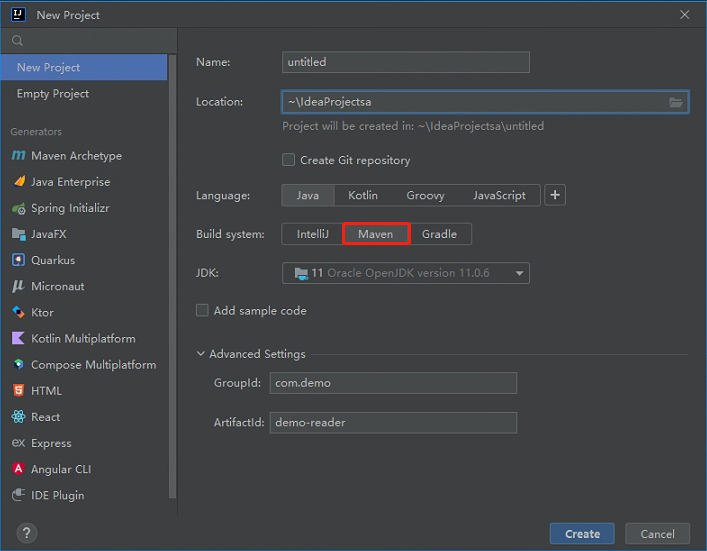 New Project
New Project
Empty Project
Generators
Maven Archetype
Java Enterprise
Spring Initializr
JavaFX
Quarkus
Micronaut
Ktor
Kotlin Multiplatform
Compose Multiplatform
HTML
React
Express
Angular CLI
IDE Plugin
Name: untitled
Location: ~\IdeaProjectsa
Project will be created in: ~\IdeaProjectsa\untitled
Create Git repository
Language: Java Kotlin Groovy JavaScript +
Build system: IntelliJ Maven Gradle
JDK: 11 Oracle OpenJDK version 11.0.6
Add sample code
Advanced Settings
GroupId: com.demo
ArtifactId: demo-reader
? Create Cancel